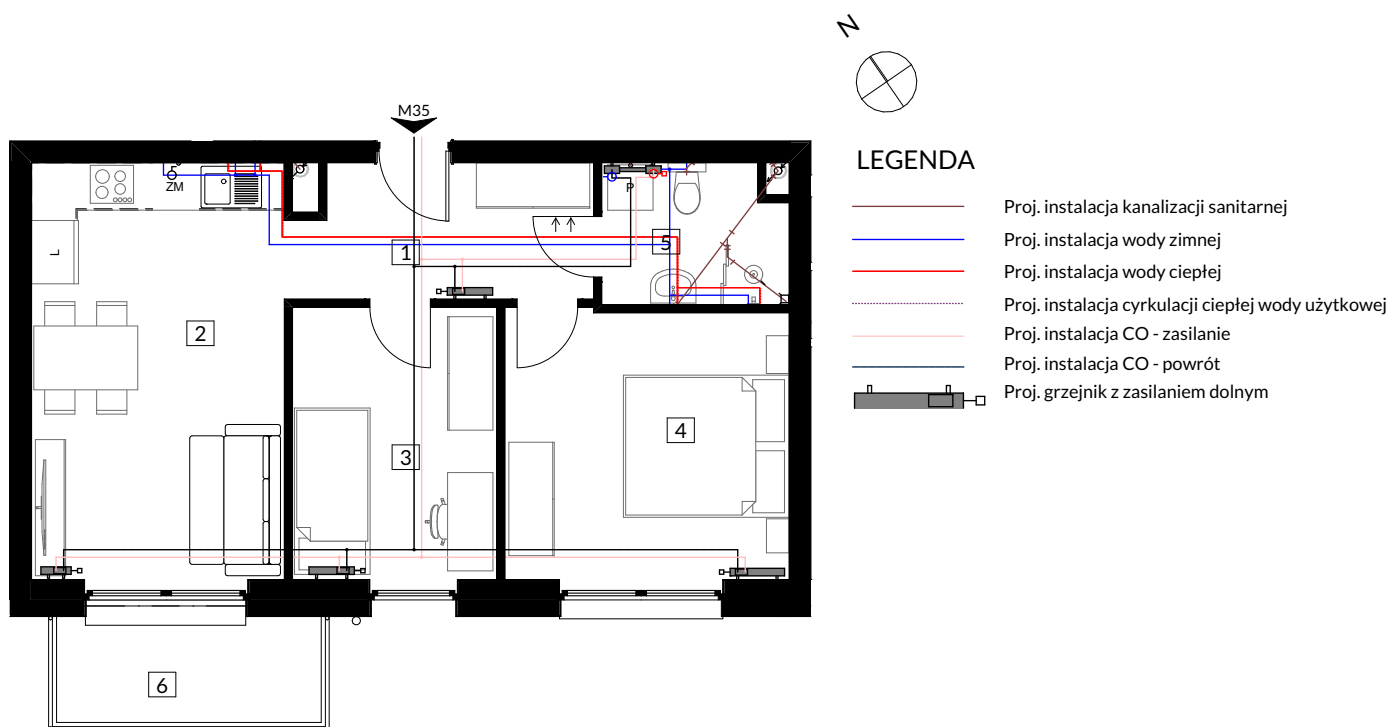 N
M35
LEGENDA
Proj. instalacja kanalizacji sanitarnej
Proj. instalacja wody zimnej
Proj. instalacja wody ciepłej
Proj. instalacja cyrkulacji ciepłej wody użytkowej
Proj. instalacja CO - zasilanie
Proj. instalacja CO - powrót
Proj. grzejnik z zasilaniem dolnym
ZM
P
L
1
5
2
3
4
6